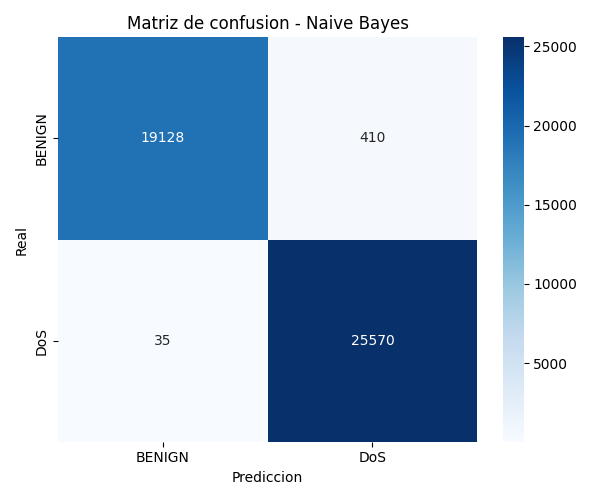 Matriz de confusion - Naive Bayes
BENIGN
19128
410
Real
DoS
35
25570
BENIGN
DoS
Prediccion
25000
20000
15000
10000
5000